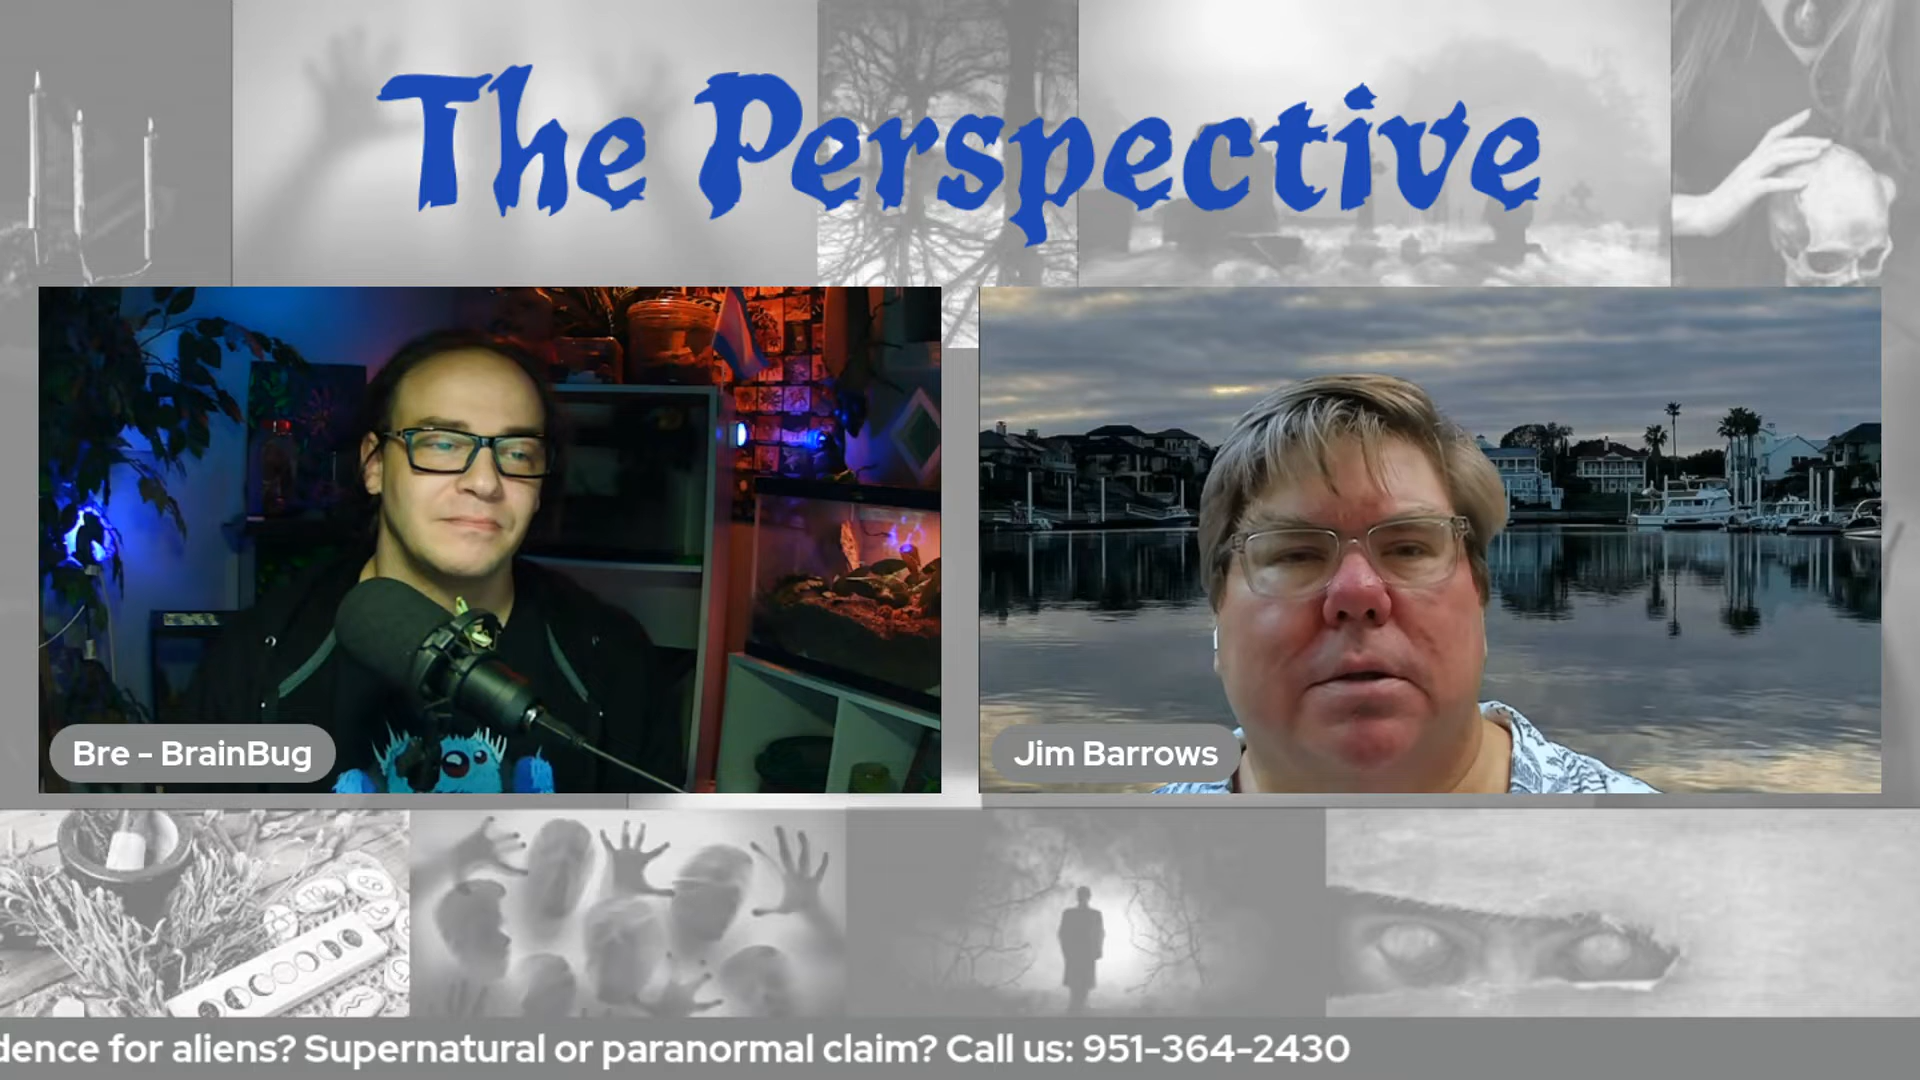 The Perspective
Bre - BrainBug
Jim Barrows
dence for aliens? Supernatural or paranormal claim? Call us: 951-364-2430